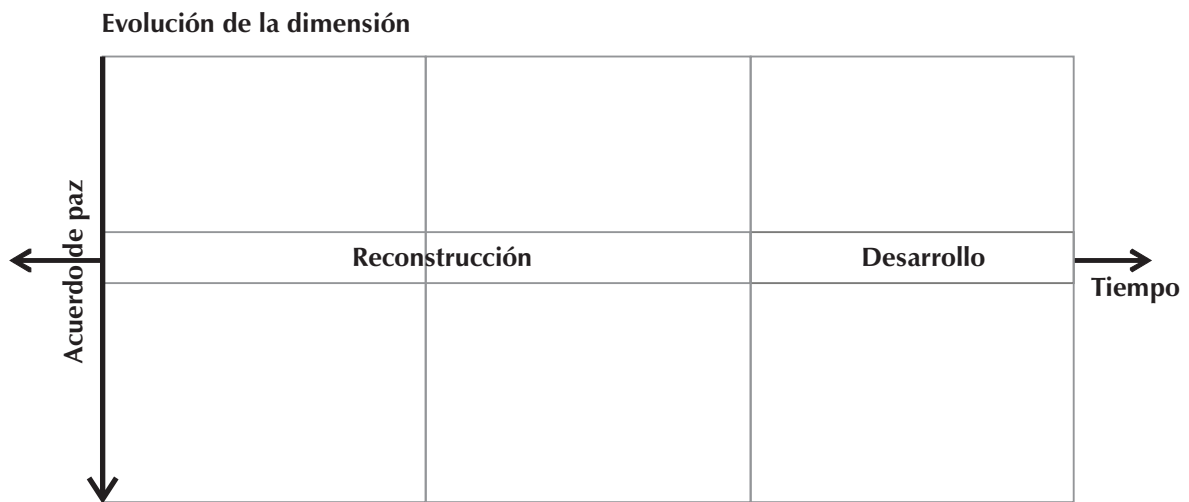 Evolución de la dimensión
Acuerdo de paz
Reconstrucción
Desarrollo
Tiempo